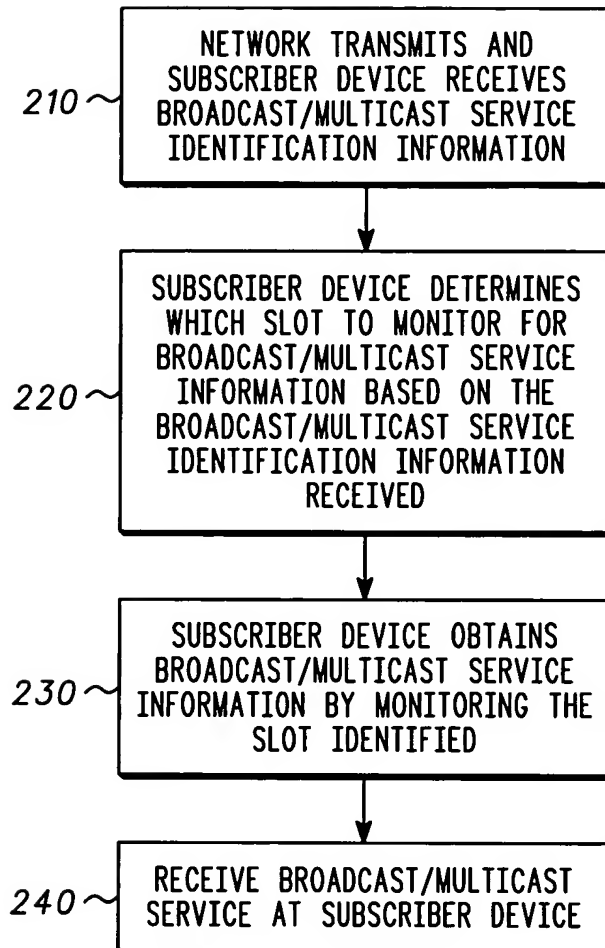 NETWORK TRANSMITS AND
SUBSCRIBER DEVICE RECEIVES
BROADCAST/MULTICAST SERVICE
IDENTIFICATION INFORMATION
210
SUBSCRIBER DEVICE DETERMINES
WHICH SLOT TO MONITOR FOR
BROADCAST/MULTICAST SERVICE
INFORMATION BASED ON THE
BROADCAST/MULTICAST SERVICE
IDENTIFICATION INFORMATION
RECEIVED
220
SUBSCRIBER DEVICE OBTAINS
BROADCAST/MULTICAST SERVICE
INFORMATION BY MONITORING THE
SLOT IDENTIFIED
230
RECEIVE BROADCAST/MULTICAST
SERVICE AT SUBSCRIBER DEVICE
240